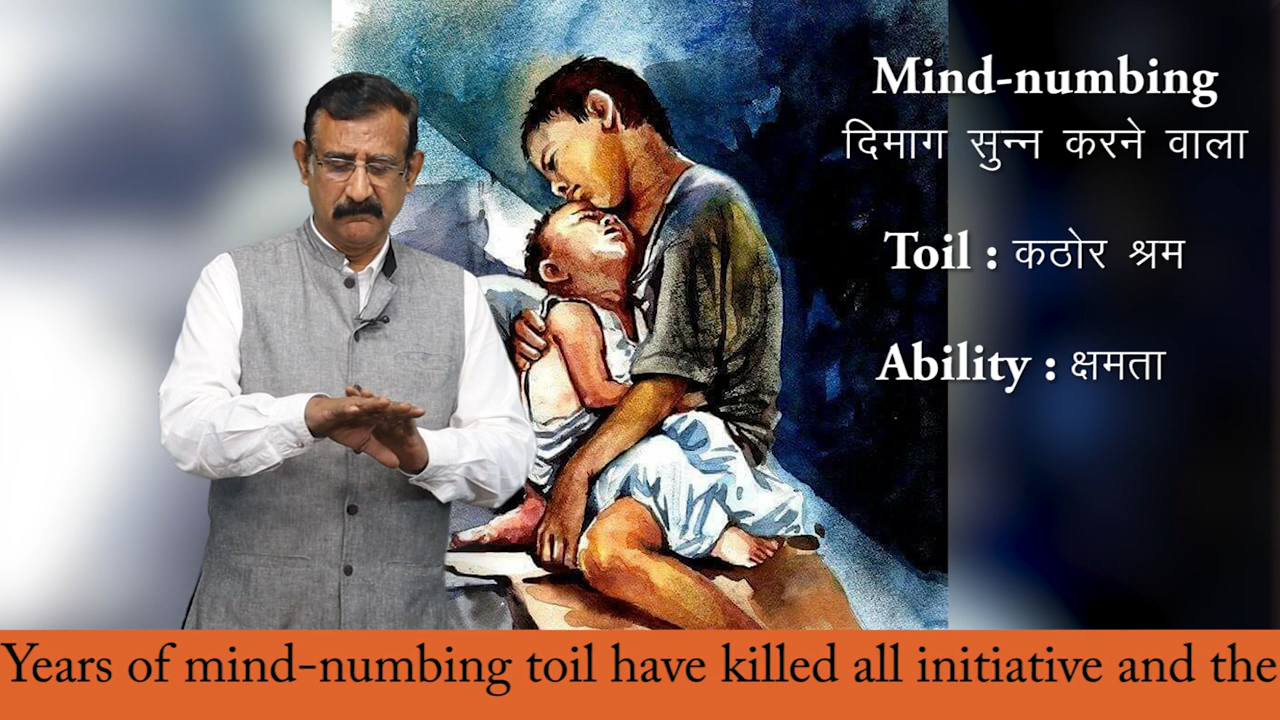 Mind-numbing
दिमाग सुन्न करने वाला
Toil : कठोर श्रम
Ability : क्षमता
Years of mind-numbing toil have killed all initiative and the